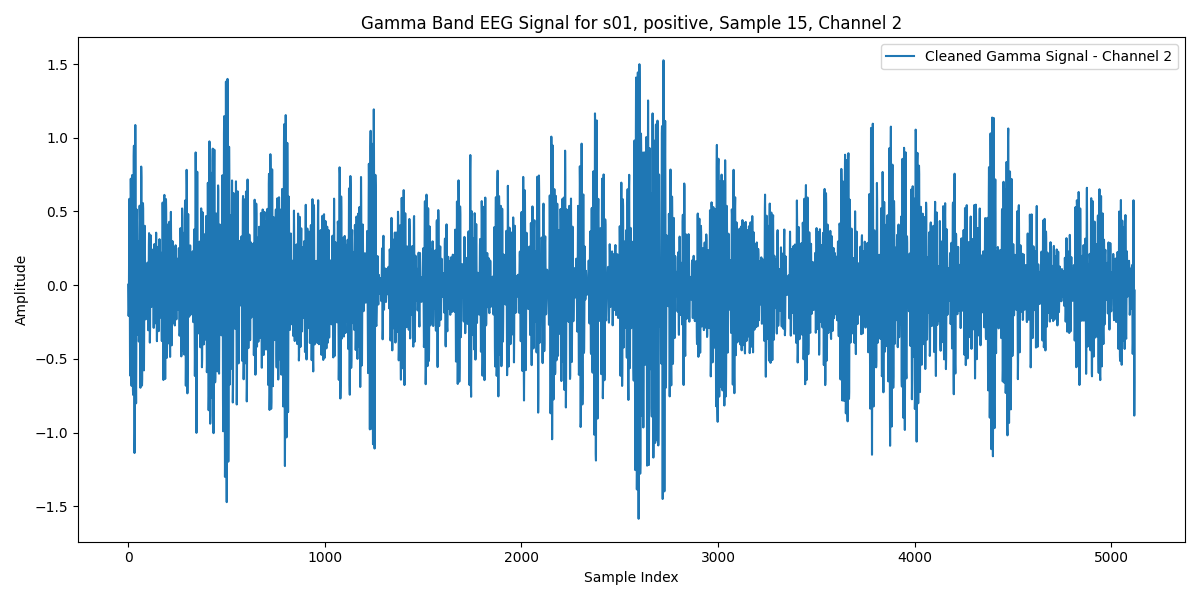 Gamma Band EEG Signal for s01, positive, Sample 15, Channel 2
Cleaned Gamma Signal - Channel 2
Amplitude
1.5
1.0
0.5
0.0
−0.5
−1.0
−1.5
0 1000 2000 3000 4000 5000
Sample Index